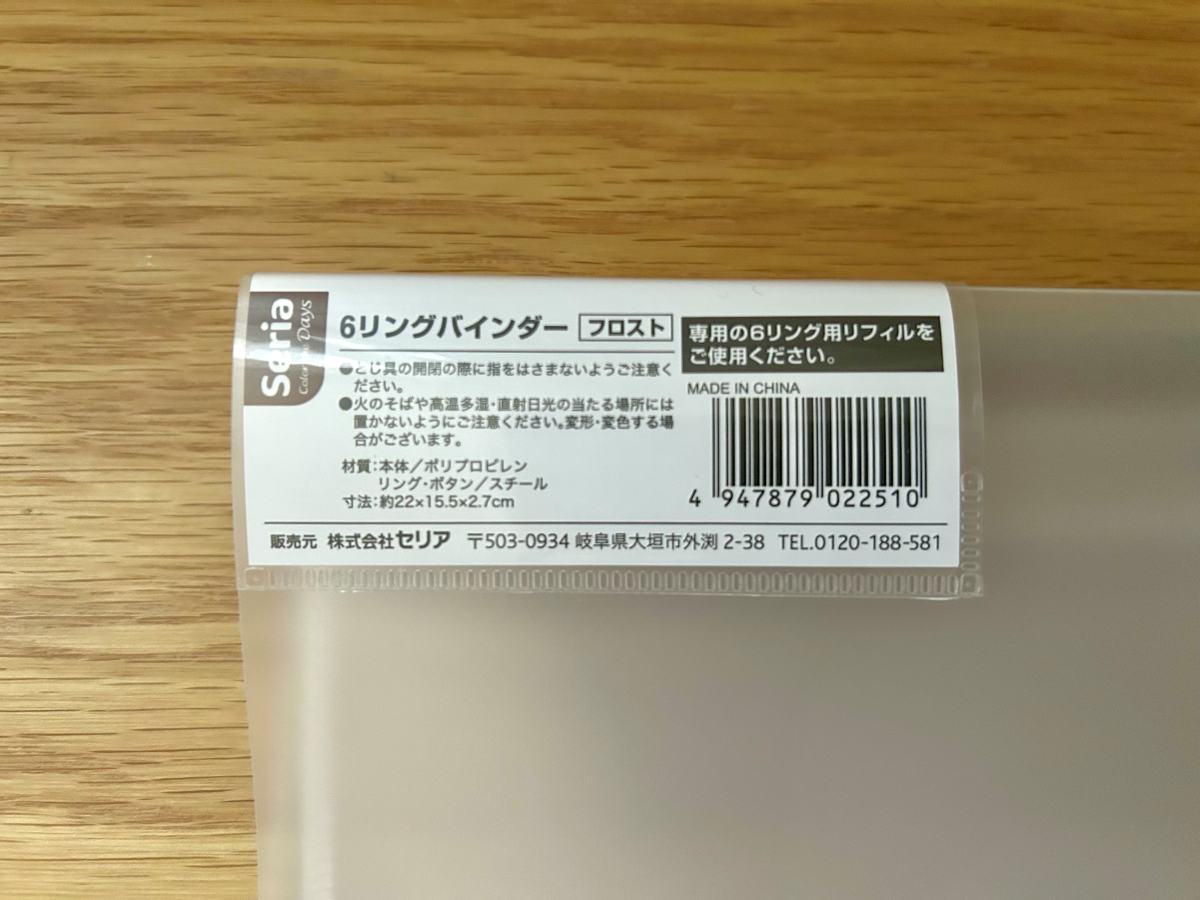 Seria
Color the Days
6リングバインダー フロスト
●とじ具の開閉の際に指をはさまないようご注意く
ださい。
●火のそばや高温多湿・直射日光の当たる場所には
置かないようにご注意ください。変形・変色する場
合がございます。
材質：本体／ポリプロピレン
リング・ボタン／スチール
寸法：約22×15.5×2.7cm
専用の6リング用リフィルを
ご使用ください。
MADE IN CHINA
4 947879 022510
販売元 株式会社セリア 〒503-0934 岐阜県大垣市外渕 2-38 TEL.0120-188-581